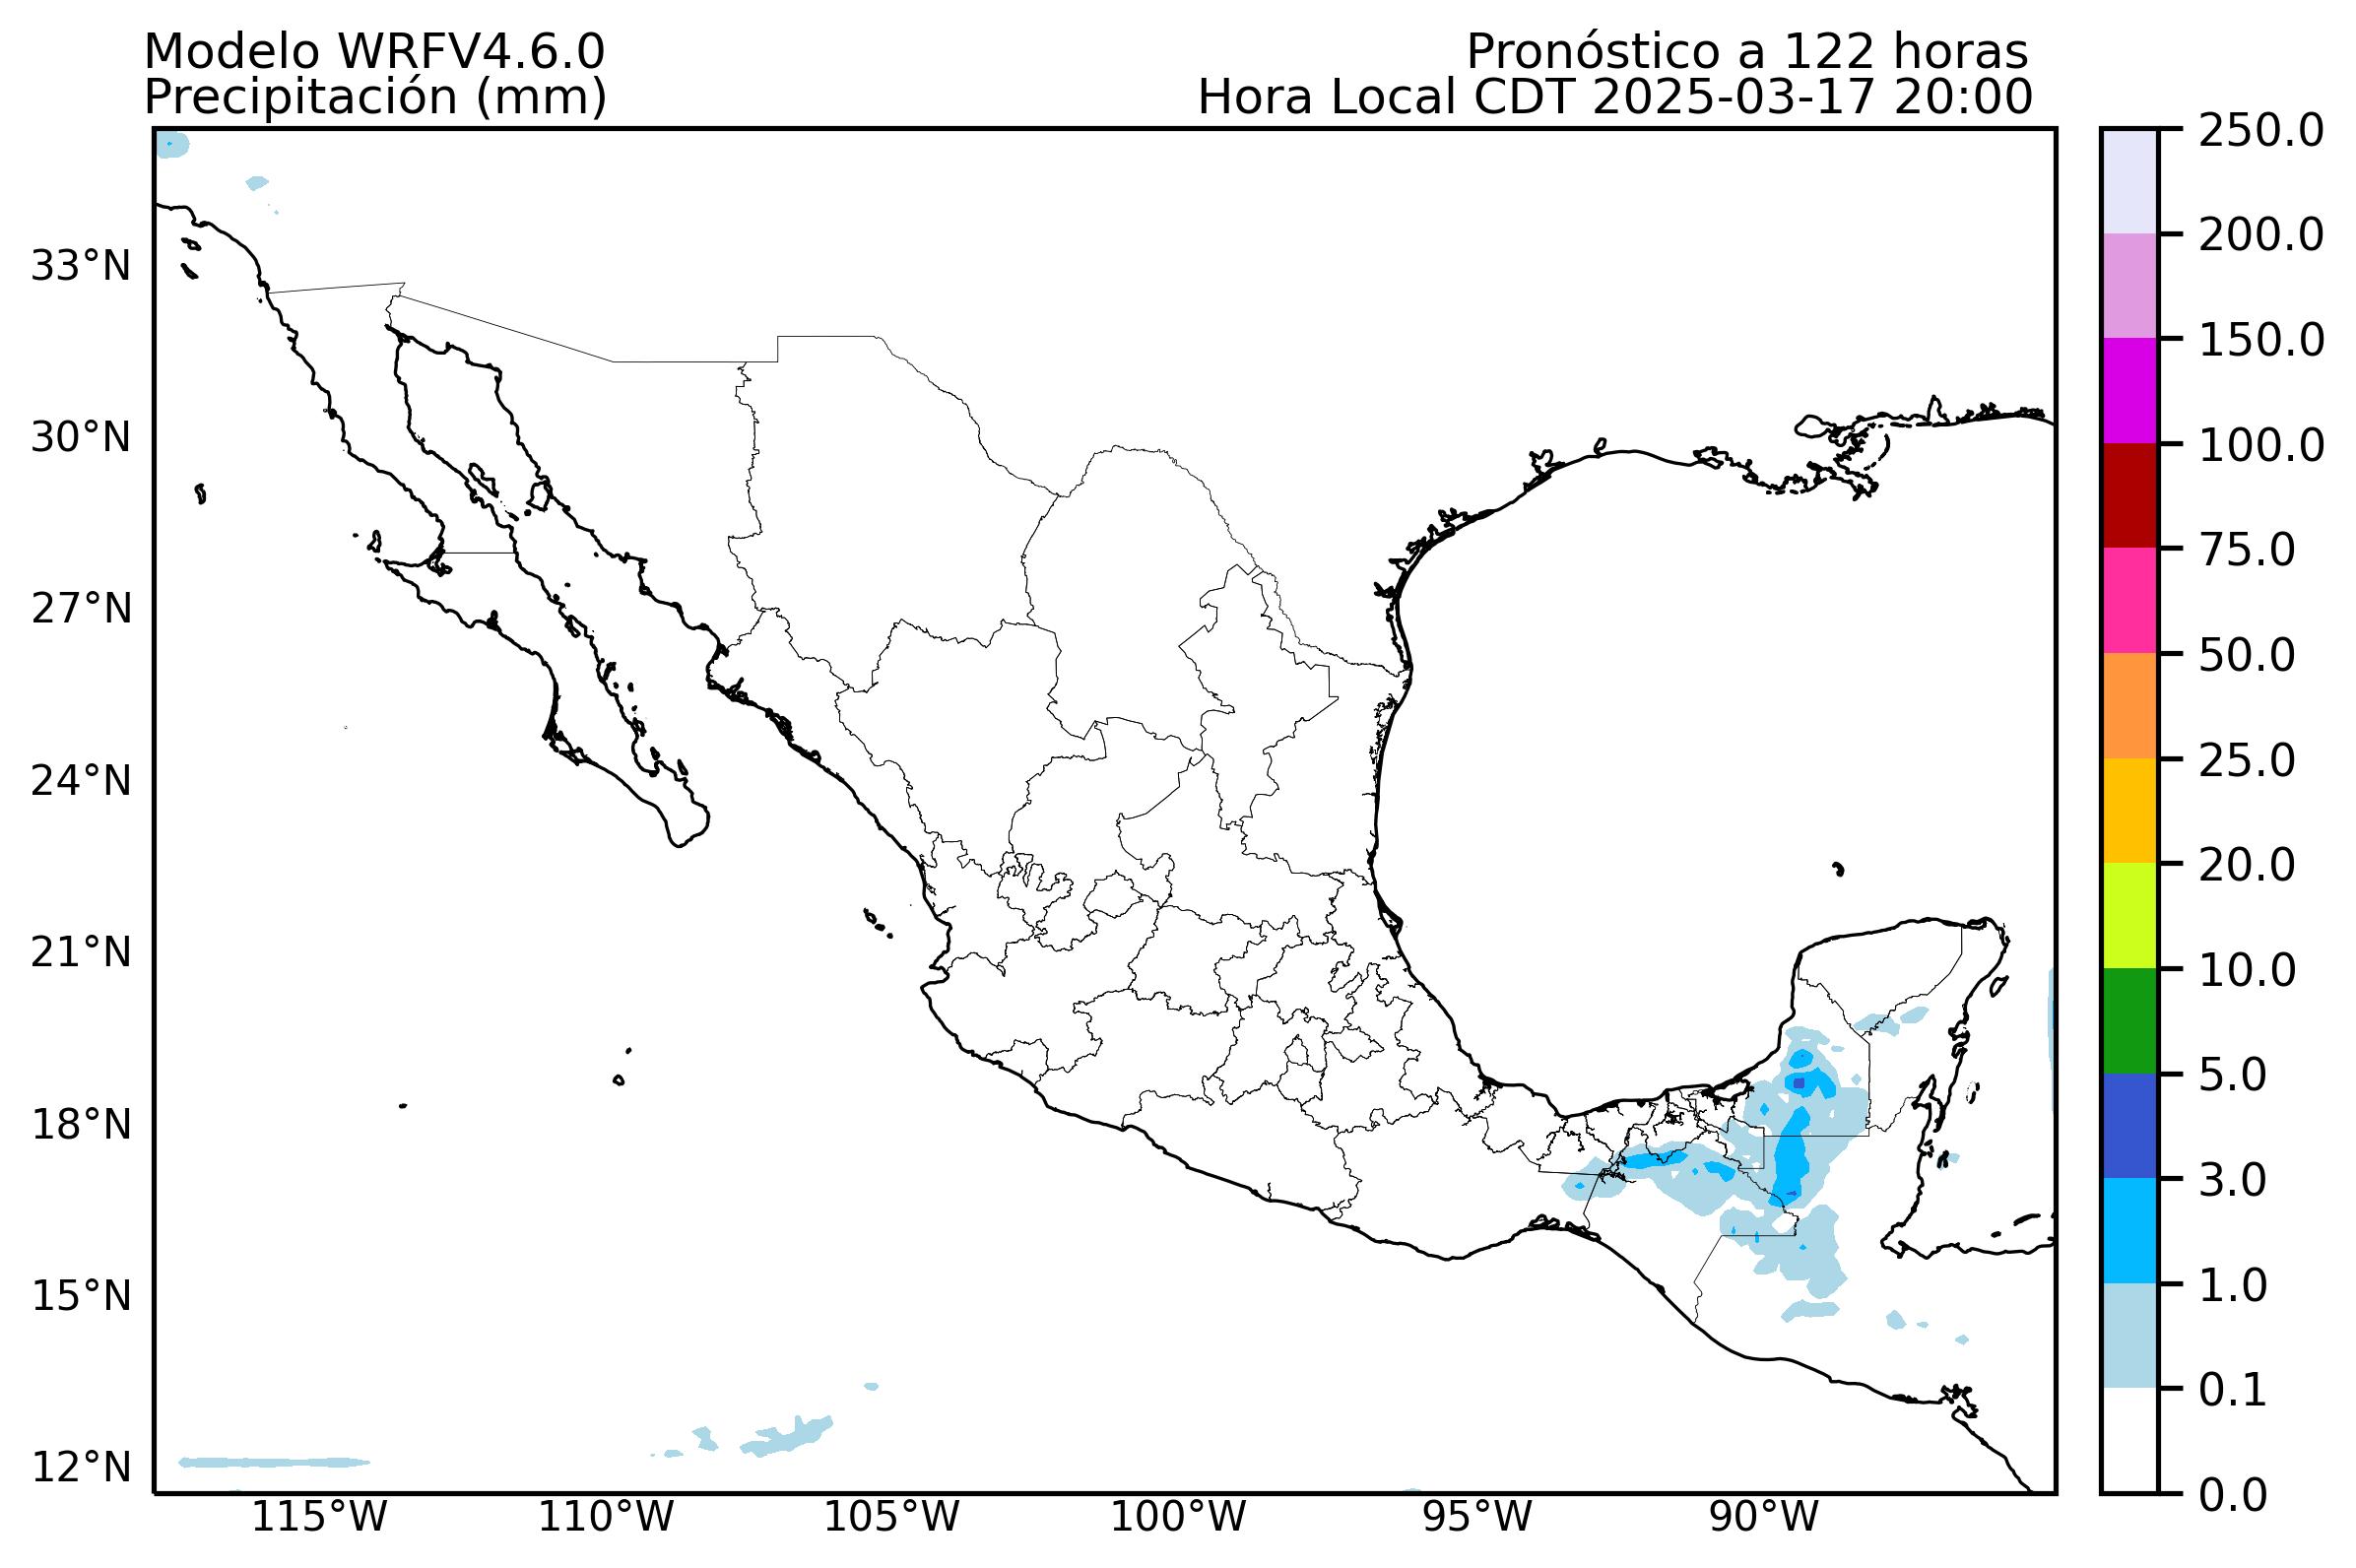 Modelo WRFV4.6.0
Precipitación (mm)
Pronóstico a 122 horas
Hora Local CDT 2025-03-17 20:00
33°N
30°N
27°N
24°N
21°N
18°N
15°N
12°N
115°W
110°W
105°W
100°W
95°W
90°W
250.0
200.0
150.0
100.0
75.0
50.0
25.0
20.0
10.0
5.0
3.0
1.0
0.1
0.0